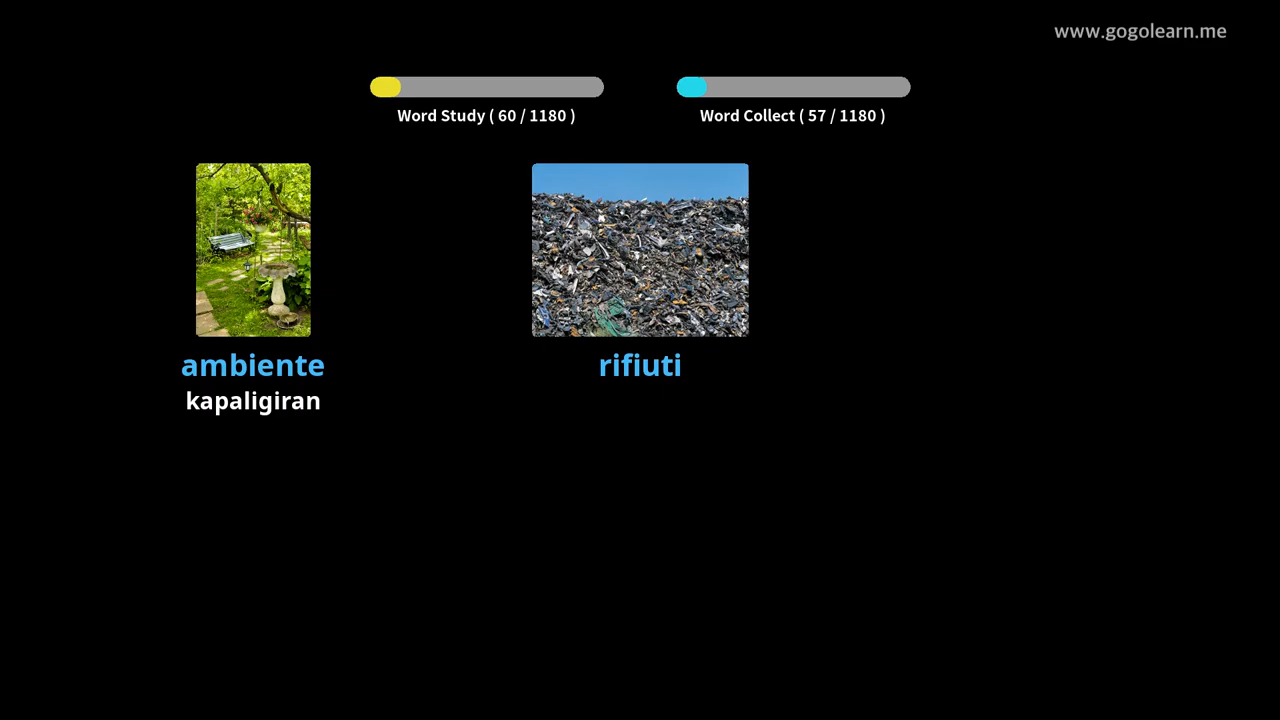 www.gogolearn.me
Word Study ( 60 / 1180 )
Word Collect ( 57 / 1180 )
ambiente
kapaligiran
rifiuti